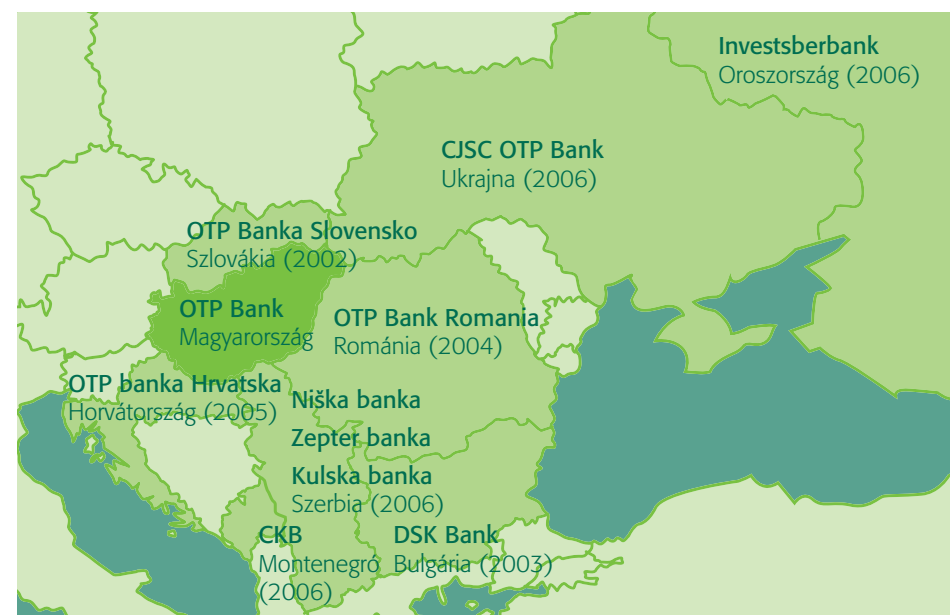 Investsberbank
Oroszország (2006)
CJSC OTP Bank
Ukrajna (2006)
OTP Banka Slovensko
Szlovákia (2002)
OTP Bank
Magyarország
OTP Bank Romania
Románia (2004)
OTP banka Hrvatska
Horvátország (2005)
Niška banka
Zepter banka
Kulska banka
Szerbia (2006)
CKB
Montenegró
(2006)
DSK Bank
Bulgária (2003)